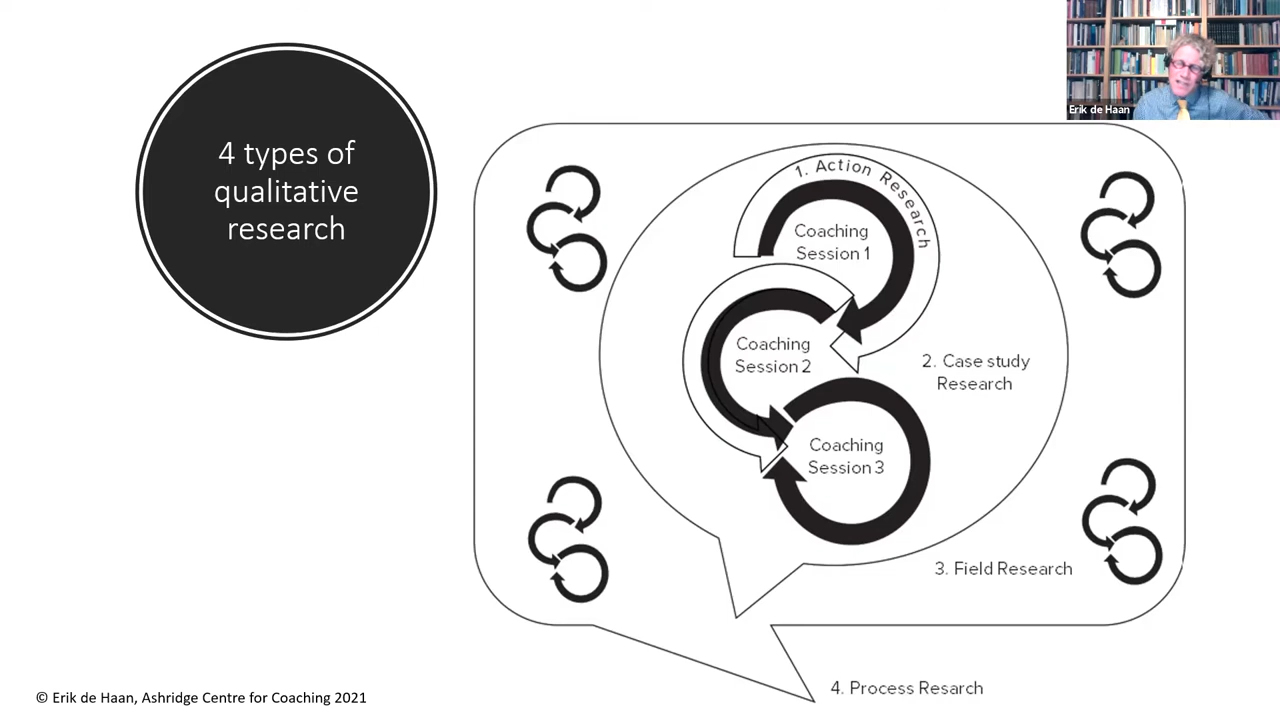 Erik de Haan
4 types of
qualitative
research
1. Action Research
Coaching
Session 1
Coaching
Session 2
2. Case study
Research
Coaching
Session 3
3. Field Research
4. Process Resarch
© Erik de Haan, Ashridge Centre for Coaching 2021